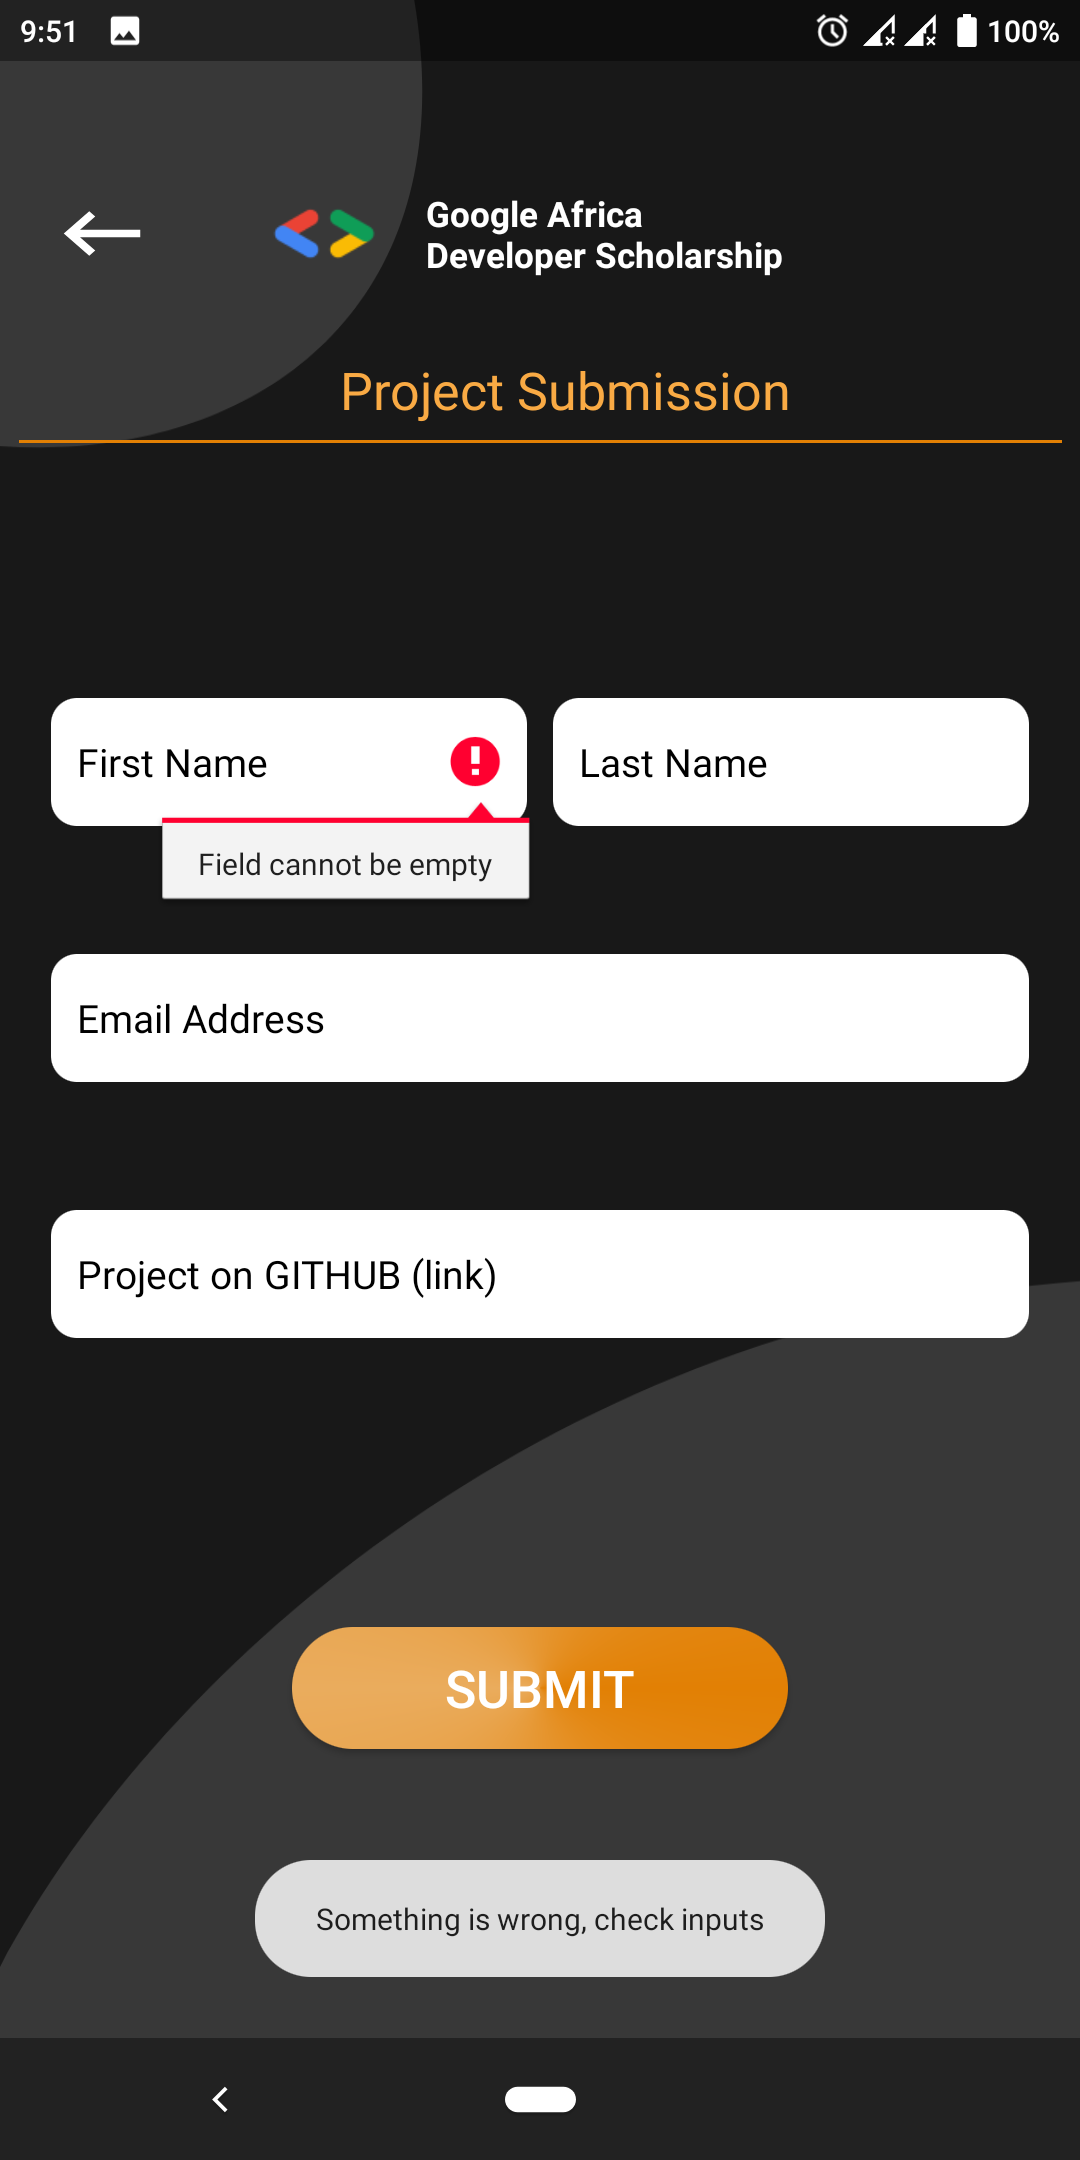 9:51
100%
Google Africa
Developer Scholarship
Project Submission
First Name
Last Name
Field cannot be empty
Email Address
Project on GITHUB (link)
SUBMIT
Something is wrong, check inputs